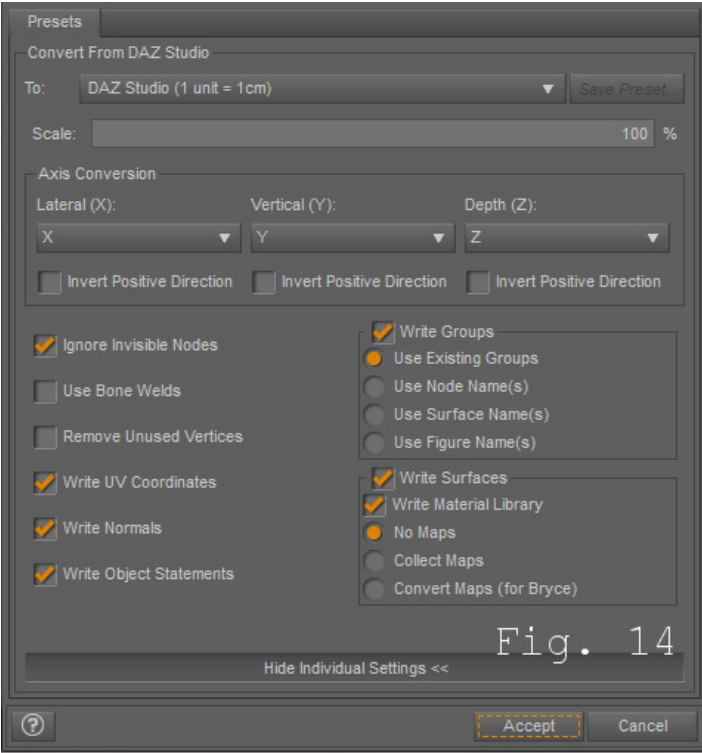 Presets
Convert From DAZ Studio
To: DAZ Studio (1 unit = 1cm) Save Preset...
Scale: 100 %
Axis Conversion
Lateral (X): Vertical (Y): Depth (Z):
X Y Z
Invert Positive Direction Invert Positive Direction Invert Positive Direction
Ignore Invisible Nodes
Use Bone Welds
Remove Unused Vertices
Write UV Coordinates
Write Normals
Write Object Statements
Write Groups
Use Existing Groups
Use Node Name(s)
Use Surface Name(s)
Use Figure Name(s)
Write Surfaces
Write Material Library
No Maps
Collect Maps
Convert Maps (for Bryce)
Fig. 14
Hide Individual Settings <<
? Accept Cancel